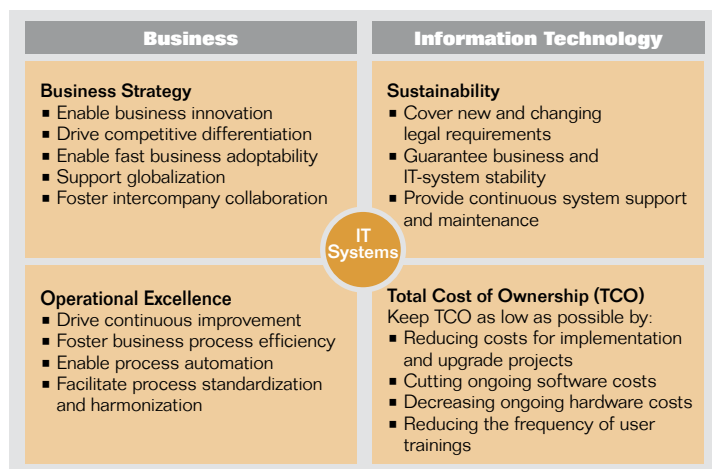 Business
Information Technology
Business Strategy
▪ Enable business innovation
▪ Drive competitive differentiation
▪ Enable fast business adoptability
▪ Support globalization
▪ Foster intercompany collaboration
Sustainability
▪ Cover new and changing
legal requirements
▪ Guarantee business and
IT-system stability
▪ Provide continuous system support
and maintenance
IT
Systems
Operational Excellence
▪ Drive continuous improvement
▪ Foster business process efficiency
▪ Enable process automation
▪ Facilitate process standardization
and harmonization
Total Cost of Ownership (TCO)
Keep TCO as low as possible by:
▪ Reducing costs for implementation
and upgrade projects
▪ Cutting ongoing software costs
▪ Decreasing ongoing hardware costs
▪ Reducing the frequency of user
trainings